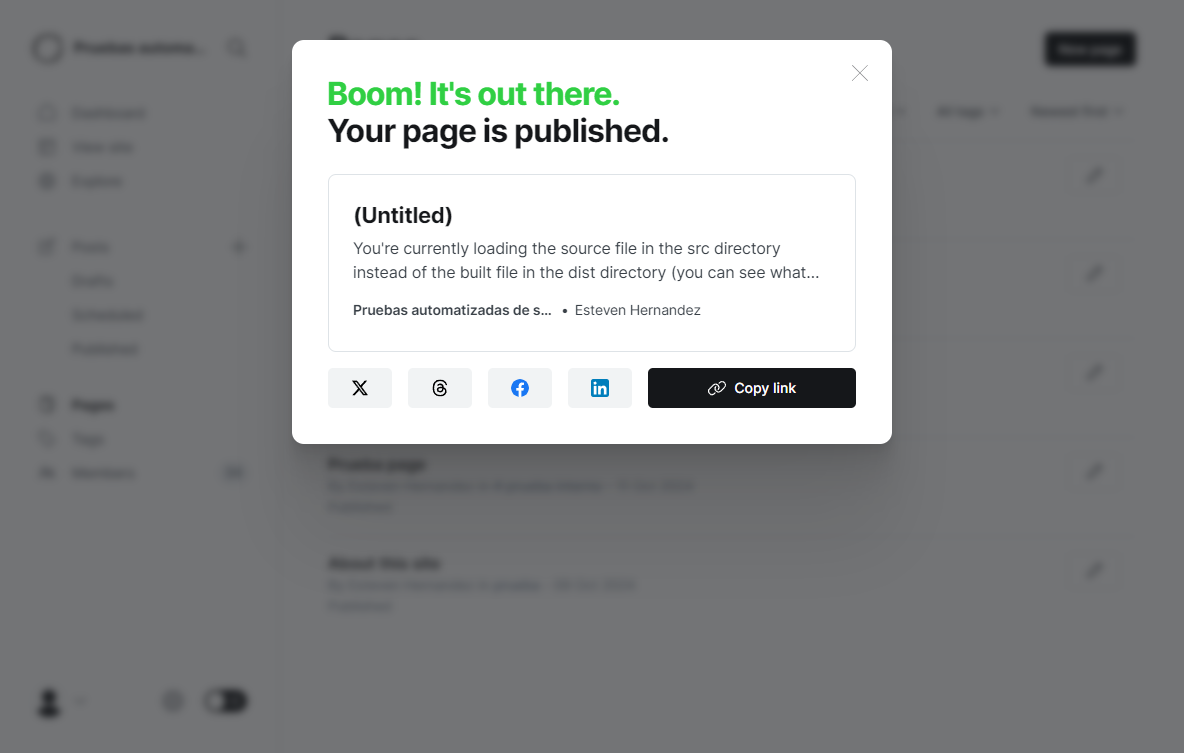 Boom! It's out there.
Your page is published.
(Untitled)
You're currently loading the source file in the src directory
instead of the built file in the dist directory (you can see what...
Pruebas automatizadas de s... • Esteven Hernandez
Copy link
Pruebas automa...
New page
Dashboard
View site
Explore
Posts
Drafts
Scheduled
Published
Pages
Tags
Members
All tags
Newest first
Prueba page
Published
About this site
Published